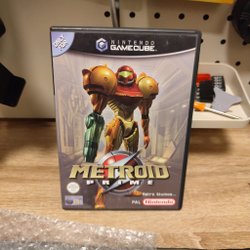 NINTENDO
GAMECUBE
METROID
PRIME
PAL
Nintendo